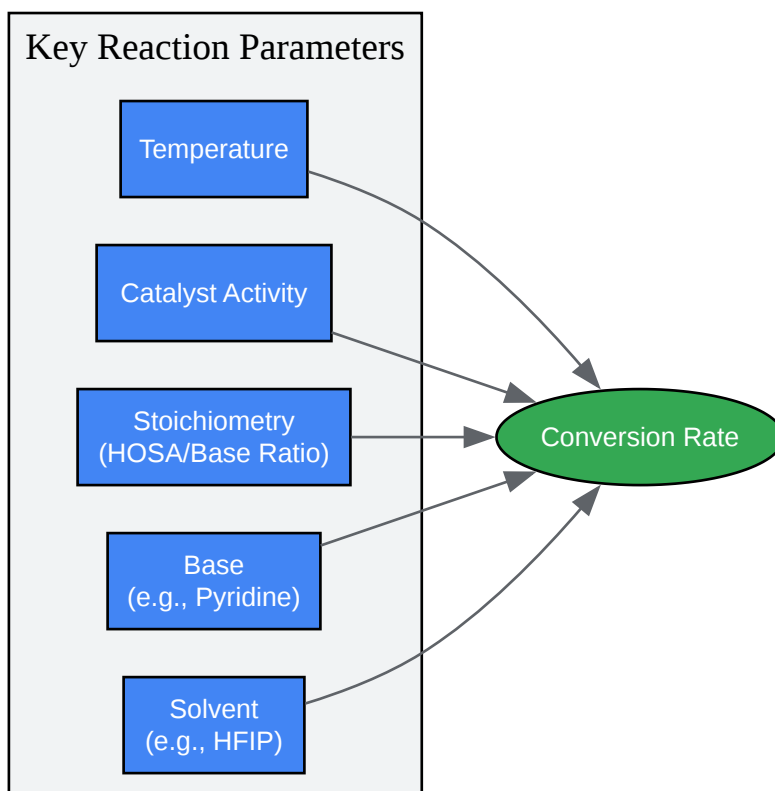 Key Reaction Parameters
Temperature
Catalyst Activity
Stoichiometry
(HOSA/Base Ratio)
Conversion Rate
Base
(e.g., Pyridine)
Solvent
(e.g., HFIP)